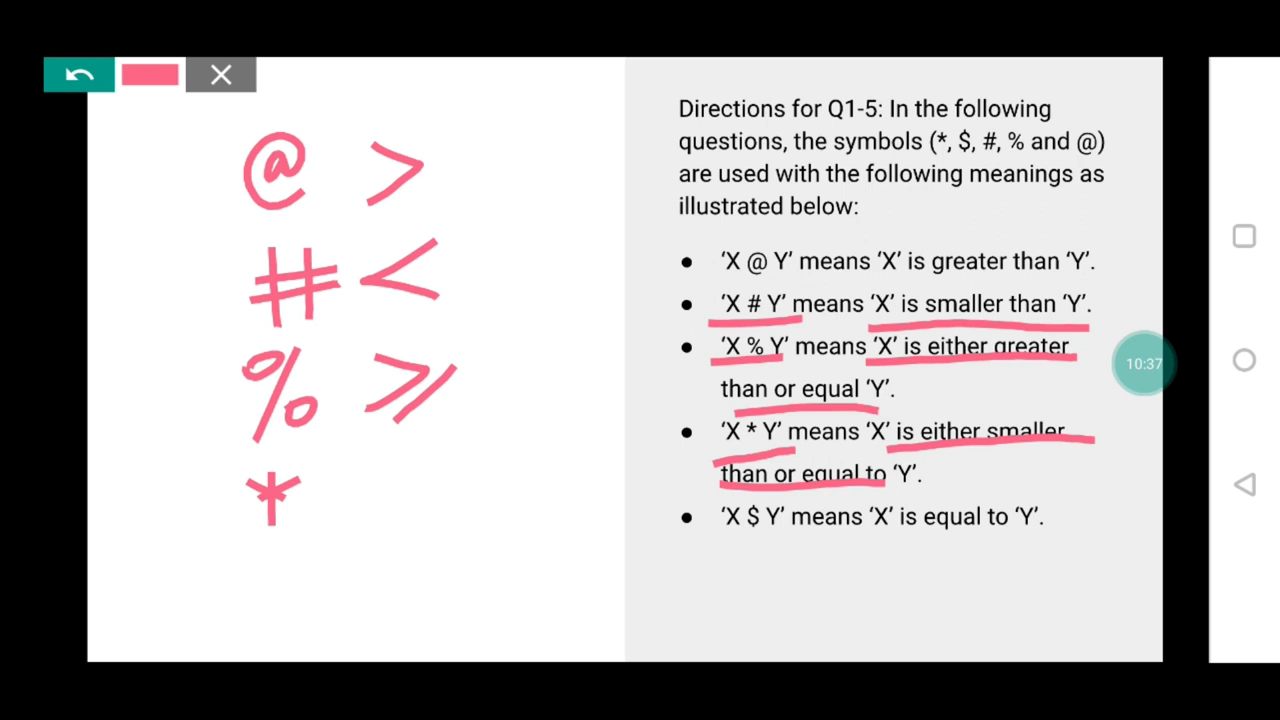 @ >
# <
% ≥
*
Directions for Q1-5: In the following
questions, the symbols (*, $, #, % and @)
are used with the following meanings as
illustrated below:
● ‘X @ Y’ means ‘X’ is greater than ‘Y’.
● ‘X # Y’ means ‘X’ is smaller than ‘Y’.
● ‘X % Y’ means ‘X’ is either greater
than or equal ‘Y’.
● ‘X * Y’ means ‘X’ is either smaller
than or equal to ‘Y’.
● ‘X $ Y’ means ‘X’ is equal to ‘Y’.
10:37